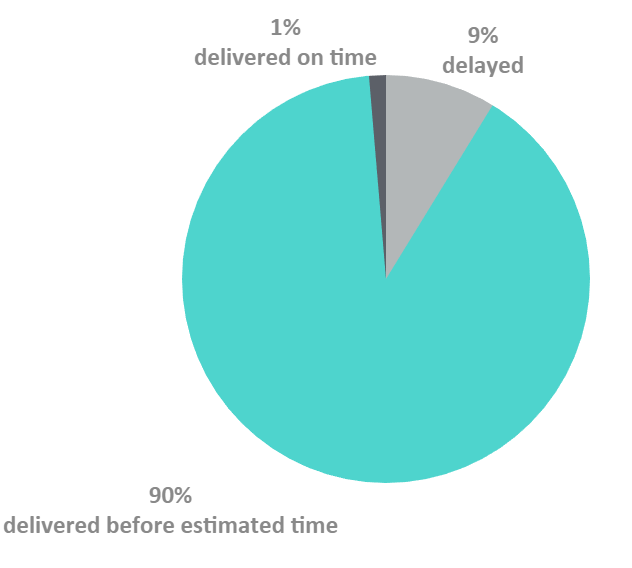 1%
delivered on time
9%
delayed
90%
delivered before estimated time